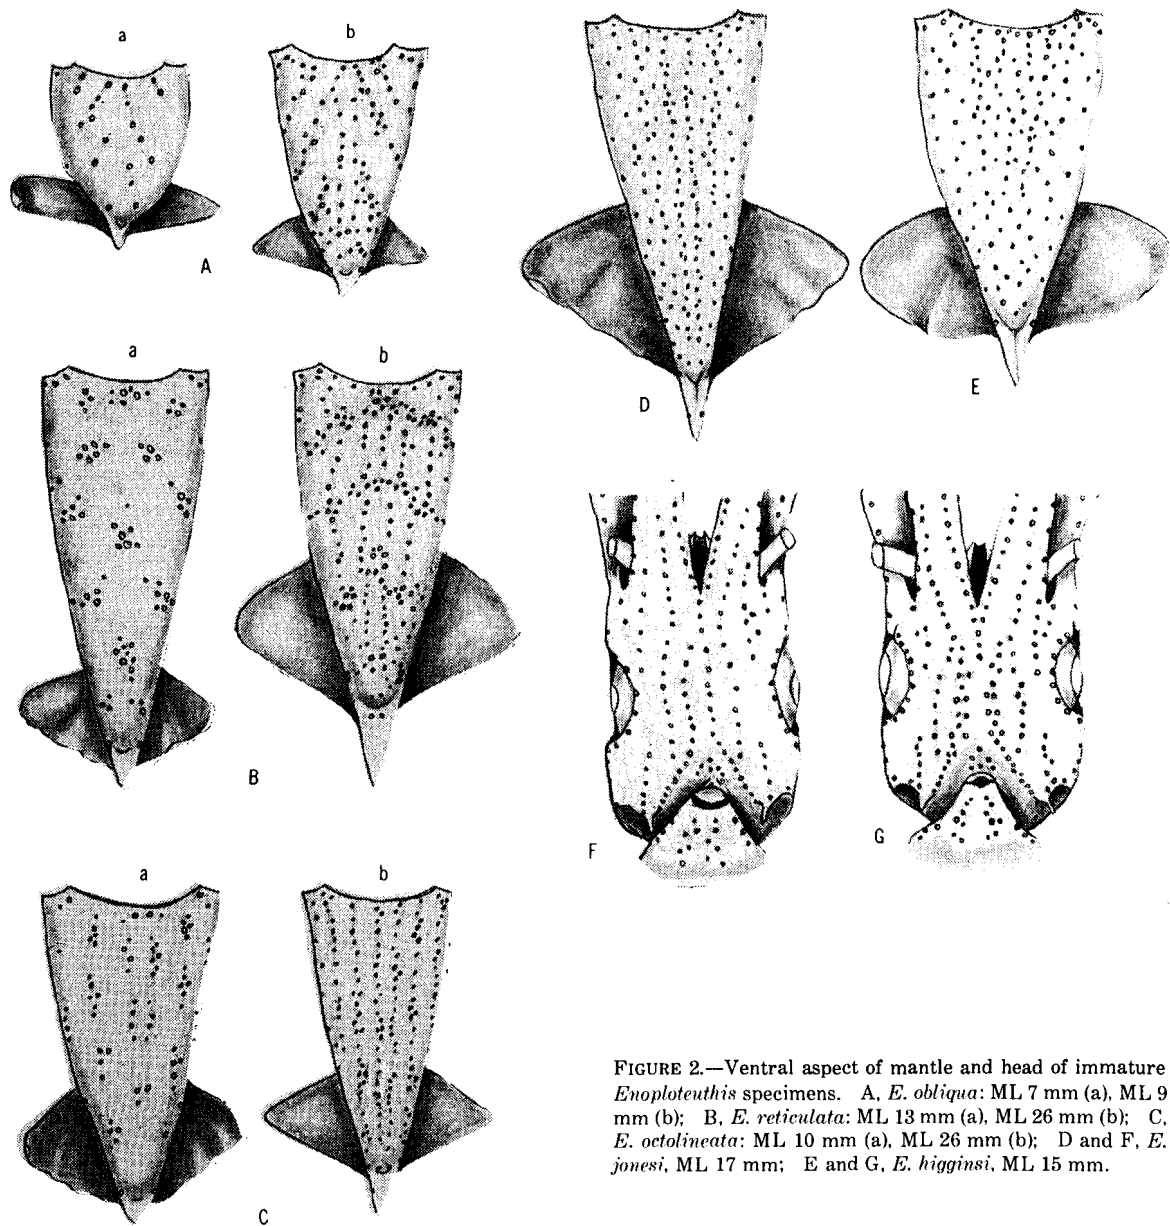 a
b
A
a
b
B
a
b
C
D
E
F
G
FIGURE 2.—Ventral aspect of mantle and head of immature
Enoploteuthis specimens. A, E. obliqua: ML 7 mm (a), ML 9
mm (b); B, E. reticulata: ML 13 mm (a), ML 26 mm (b); C,
E. octolineata: ML 10 mm (a), ML 26 mm (b); D and F, E.
jonesi, ML 17 mm; E and G, E. higginsi, ML 15 mm.